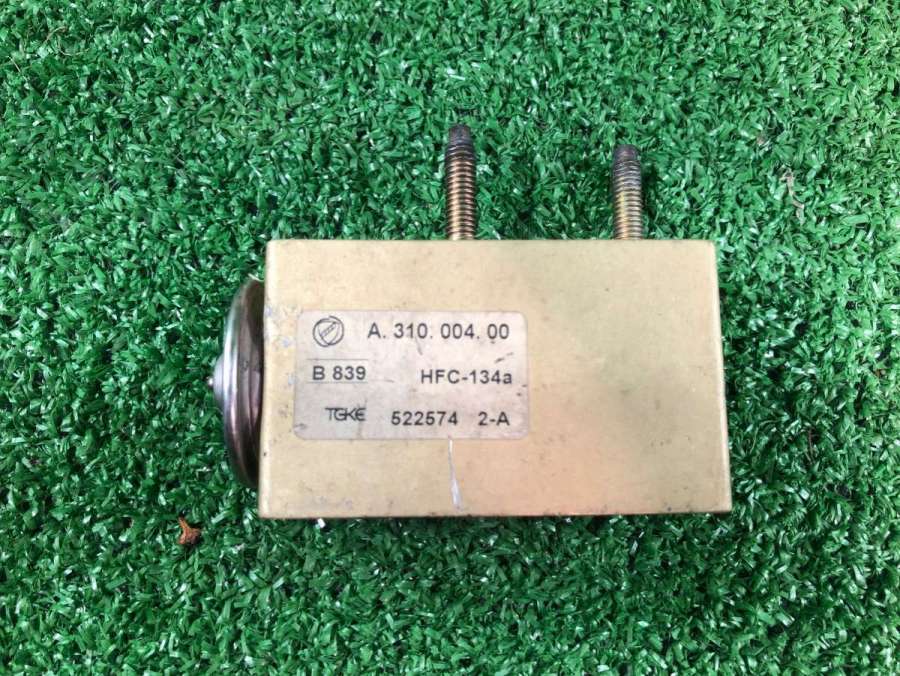 A. 310. 004. 00
B 839 HFC-134a
TGKE 522574 2-A